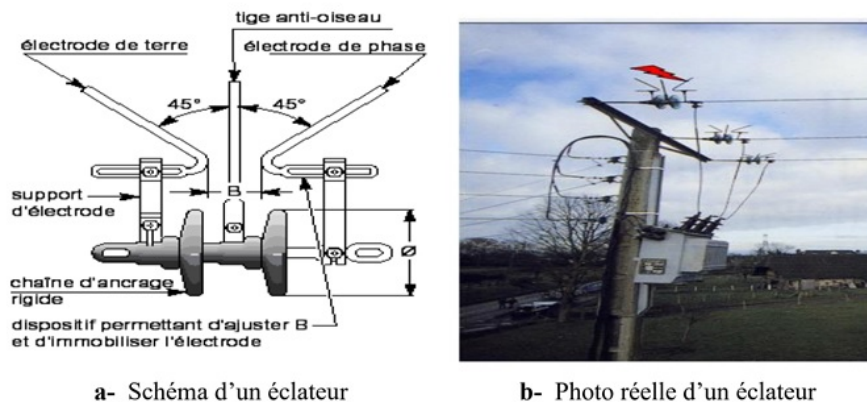 tige anti-oiseau
électrode de terre
électrode de phase
45°
45°
B
support
d'électrode
Ø
chaîne d'ancrage
rigide
dispositif permettant d'ajuster B
et d'immobiliser l'électrode
a- Schéma d'un éclateur
b- Photo réelle d'un éclateur